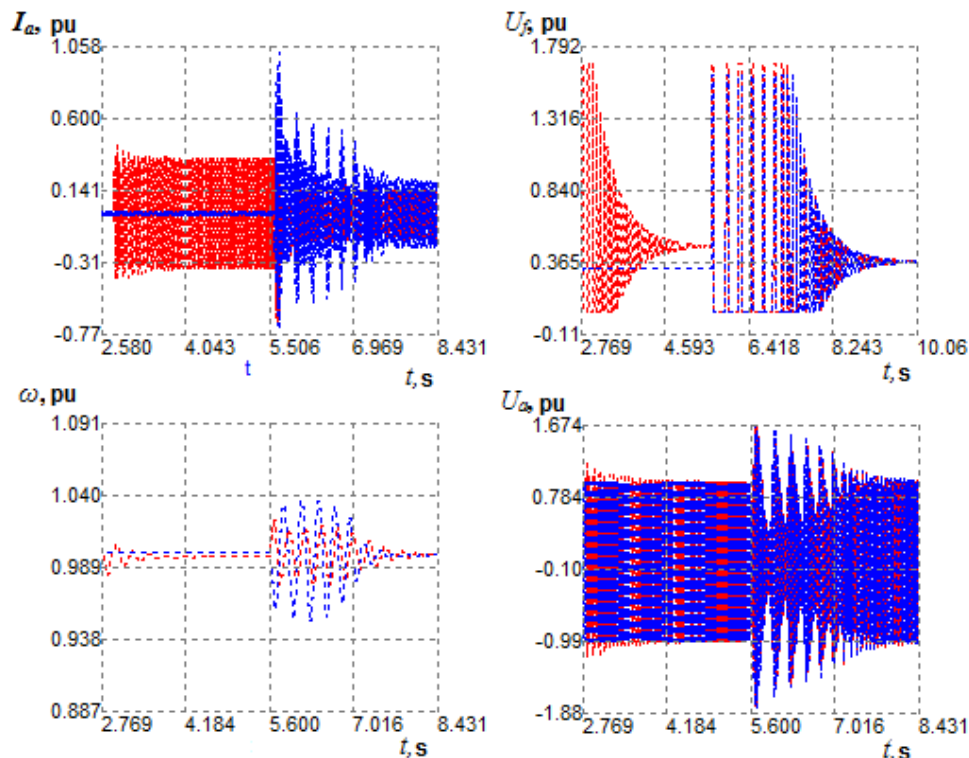 Iₐ, pu
1.058
0.600
0.141
-0.31
-0.77
2.580 4.043 5.506 6.969 8.431
t
t, s
U_f, pu
1.792
1.316
0.840
0.365
-0.11
2.769 4.593 6.418 8.243 10.06
t, s
ω, pu
1.091
1.040
0.989
0.938
0.887
2.769 4.184 5.600 7.016 8.431
t, s
Uₐ, pu
1.674
0.784
-0.10
-0.99
-1.88
2.769 4.184 5.600 7.016 8.431
t, s